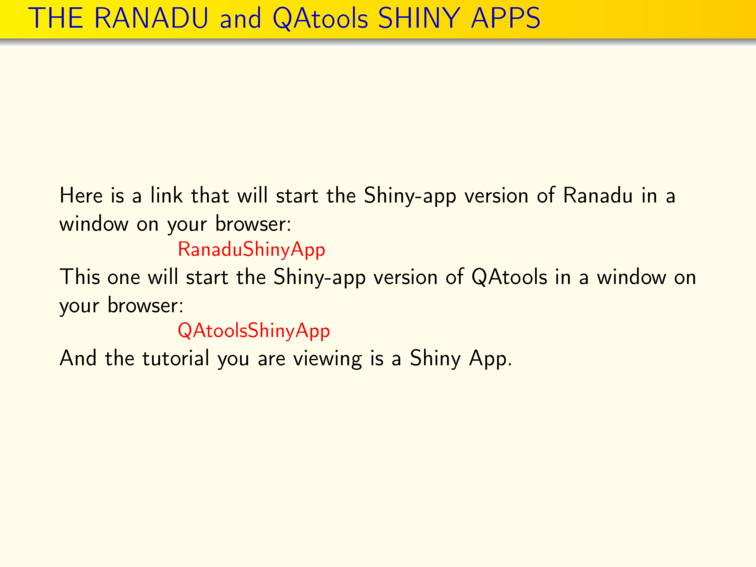 THE RANADU and QAtools SHINY APPS
Here is a link that will start the Shiny-app version of Ranadu in a
window on your browser:
RanaduShinyApp
This one will start the Shiny-app version of QAtools in a window on
your browser:
QAtoolsShinyApp
And the tutorial you are viewing is a Shiny App.